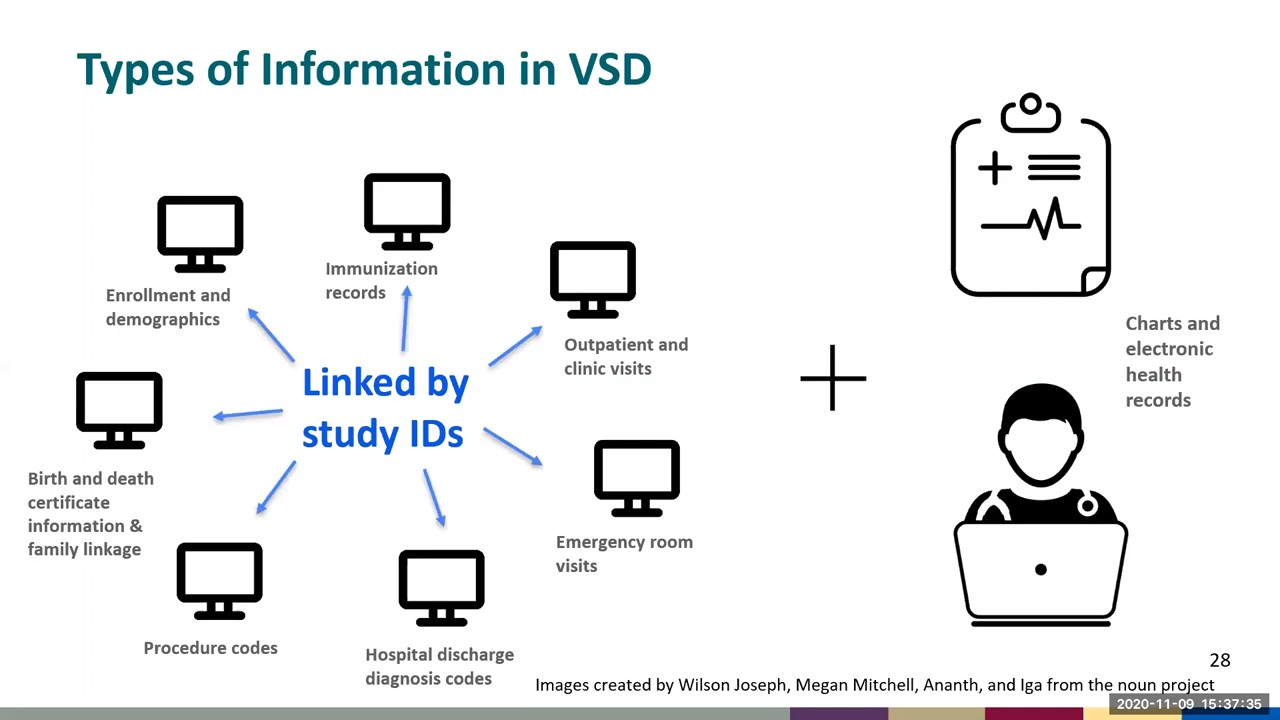 Types of Information in VSD
Immunization
records
Enrollment and
demographics
Outpatient and
clinic visits
Charts and
electronic
health
records
Linked by
study IDs
Birth and death
certificate
information &
family linkage
Emergency room
visits
Procedure codes
Hospital discharge
diagnosis codes
28
Images created by Wilson Joseph, Megan Mitchell, Ananth, and Iga from the noun project
2020-11-09 15:37:35